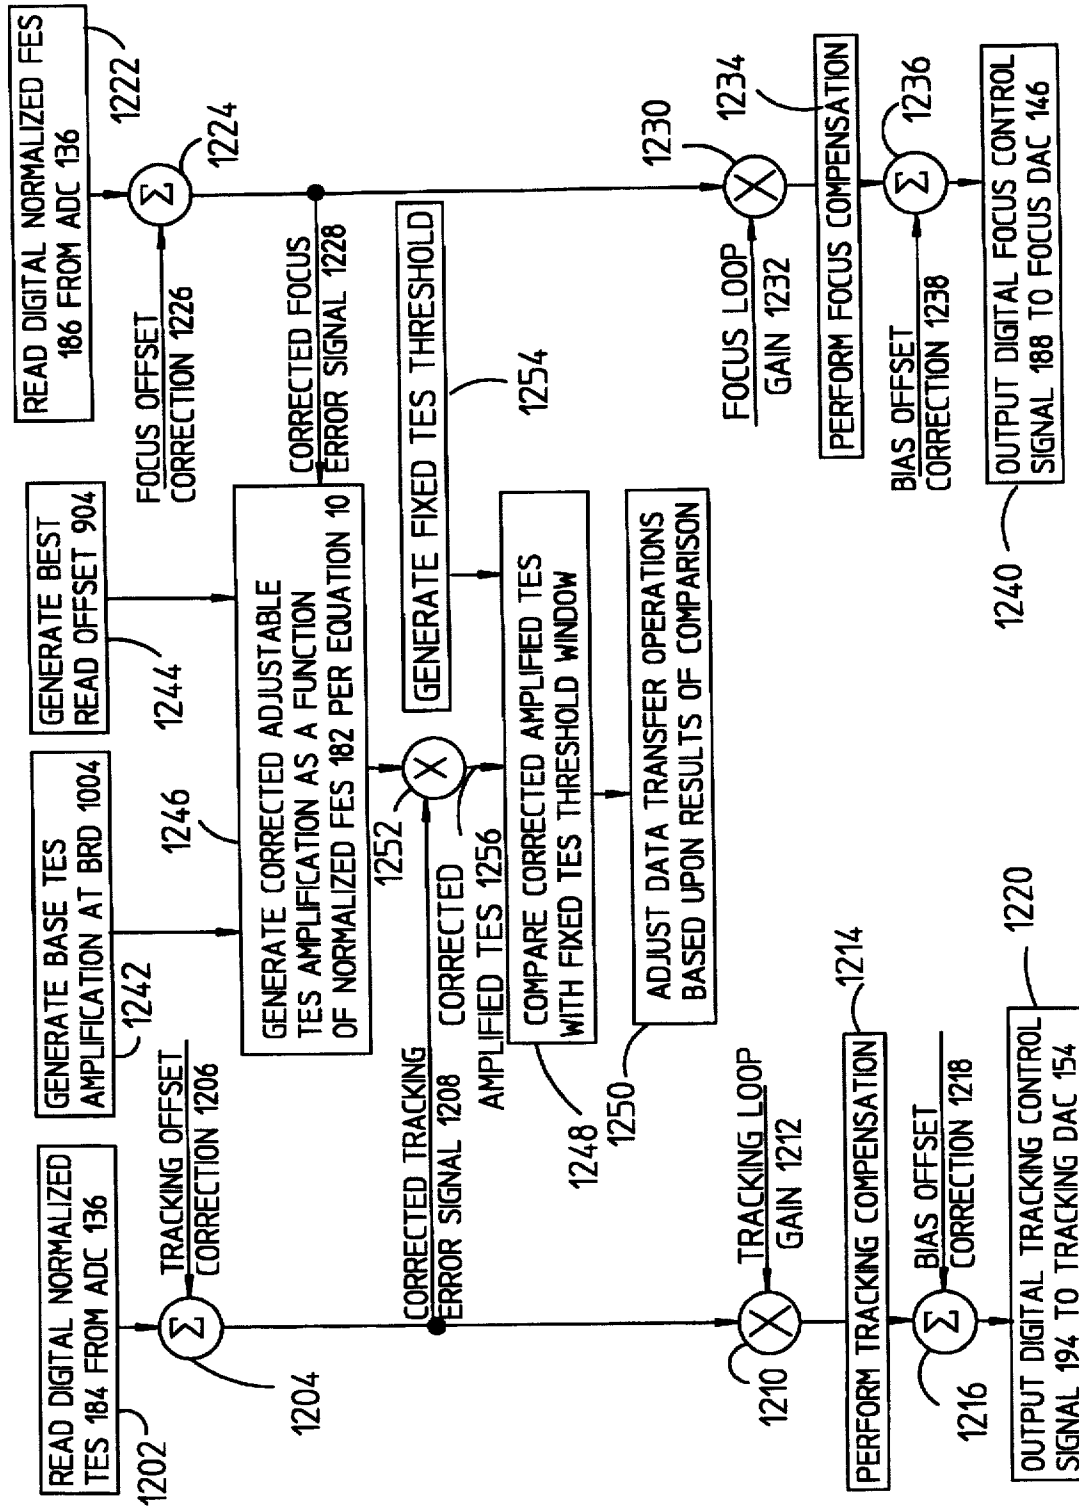 READ DIGITAL NORMALIZED
TES 184 FROM ADC 136
1202
TRACKING OFFSET
CORRECTION 1206
Σ
1204
CORRECTED TRACKING
ERROR SIGNAL 1208
TRACKING LOOP
GAIN 1212
X
1210
PERFORM TRACKING COMPENSATION
1214
BIAS OFFSET
CORRECTION 1218
Σ
1216
OUTPUT DIGITAL TRACKING CONTROL
SIGNAL 194 TO TRACKING DAC 154
1220
GENERATE BASE TES
AMPLIFICATION AT BRD 1004
1242
GENERATE BEST
READ OFFSET 904
1244
1246
GENERATE CORRECTED ADJUSTABLE
TES AMPLIFICATION AS A FUNCTION
OF NORMALIZED FES 182 PER EQUATION 10
1252
X
CORRECTED
AMPLIFIED TES 1256
GENERATE FIXED TES THRESHOLD
1254
COMPARE CORRECTED AMPLIFIED TES
WITH FIXED TES THRESHOLD WINDOW
1248
ADJUST DATA TRANSFER OPERATIONS
BASED UPON RESULTS OF COMPARISON
1250
READ DIGITAL NORMALIZED FES
186 FROM ADC 136
1222
FOCUS OFFSET
CORRECTION 1226
Σ
1224
CORRECTED FOCUS
ERROR SIGNAL 1228
FOCUS LOOP
GAIN 1232
X
1230
PERFORM FOCUS COMPENSATION
1234
BIAS OFFSET
CORRECTION 1238
Σ
1236
OUTPUT DIGITAL FOCUS CONTROL
SIGNAL 188 TO FOCUS DAC 146
1240